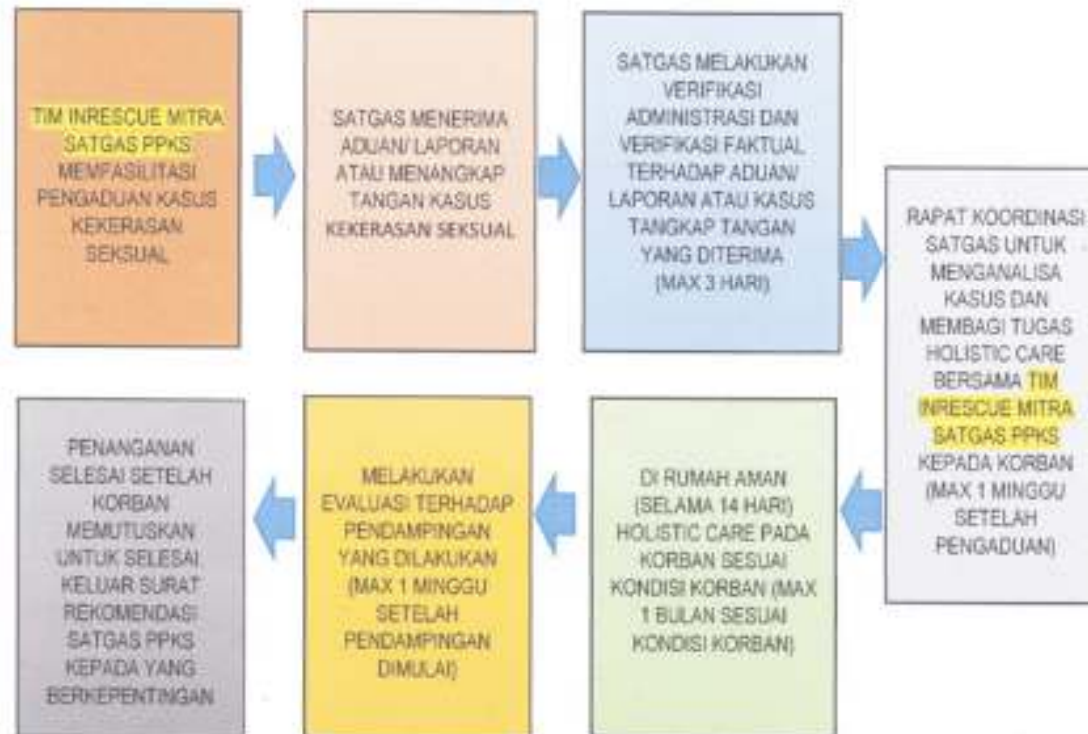 TIM INRESCUE MITRA
SATGAS PPKS
MEMFASILITASI
PENGADUAN KASUS
KEKERASAN
SEKSUAL
SATGAS MENERIMA
ADUAN/ LAPORAN
ATAU MENANGKAP
TANGAN KASUS
KEKERASAN SEKSUAL
SATGAS MELAKUKAN
VERIFIKASI
ADMINISTRASI DAN
VERIFIKASI FAKTUAL
TERHADAP ADUAN/
LAPORAN ATAU KASUS
TANGKAP TANGAN
YANG DITERIMA
(MAX 3 HARI)
RAPAT KOORDINASI
SATGAS UNTUK
MENGANALISA
KASUS DAN
MEMBAGI TUGAS
HOLISTIC CARE
BERSAMA TIM
INRESCUE MITRA
SATGAS PPKS
KEPADA KORBAN
(MAX 1 MINGGU
SETELAH
PENGADUAN)
DI RUMAH AMAN
(SELAMA 14 HARI)
HOLISTIC CARE PADA
KORBAN SESUAI
KONDISI KORBAN (MAX
1 BULAN SESUAI
KONDISI KORBAN)
MELAKUKAN
EVALUASI TERHADAP
PENDAMPINGAN
YANG DILAKUKAN
(MAX 1 MINGGU
SETELAH
PENDAMPINGAN
DIMULAI)
PENANGANAN
SELESAI SETELAH
KORBAN
MEMUTUSKAN
UNTUK SELESAI.
KELUAR SURAT
REKOMENDASI
SATGAS PPKS
KEPADA YANG
BERKEPENTINGAN